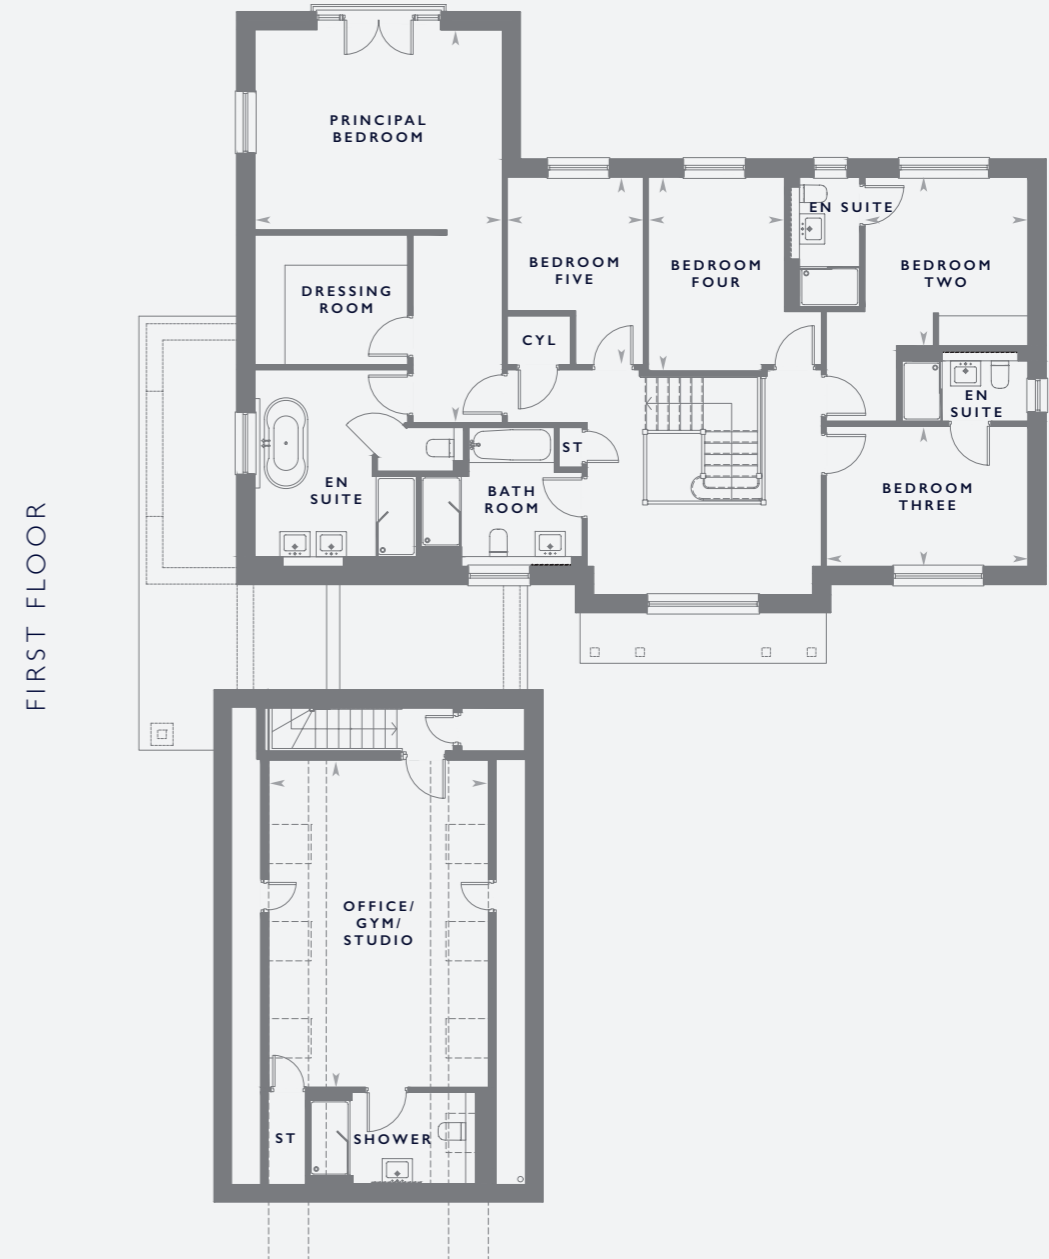 FIRST FLOOR
PRINCIPAL
BEDROOM
EN SUITE
BEDROOM
FIVE
BEDROOM
FOUR
BEDROOM
TWO
DRESSING
ROOM
CYL
EN
SUITE
ST
EN
SUITE
BATH
ROOM
BEDROOM
THREE
OFFICE/
GYM/
STUDIO
ST
SHOWER